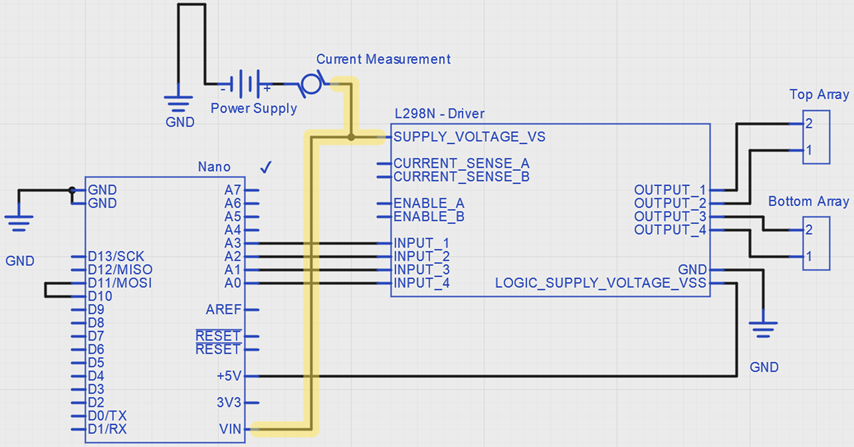 Current Measurement
- +
Power Supply
GND
L298N - Driver
SUPPLY_VOLTAGE_VS
CURRENT_SENSE_A
CURRENT_SENSE_B
ENABLE_A
ENABLE_B
INPUT_1
INPUT_2
INPUT_3
INPUT_4
OUTPUT_1
OUTPUT_2
OUTPUT_3
OUTPUT_4
GND
LOGIC_SUPPLY_VOLTAGE_VSS
Top Array
2
1
Bottom Array
2
1
GND
Nano
GND
GND
D13/SCK
D12/MISO
D11/MOSI
D10
D9
D8
D7
D6
D5
D4
D3
D2
D0/TX
D1/RX
A7
A6
A5
A4
A3
A2
A1
A0
AREF
RESET
RESET
+5V
3V3
VIN
GND